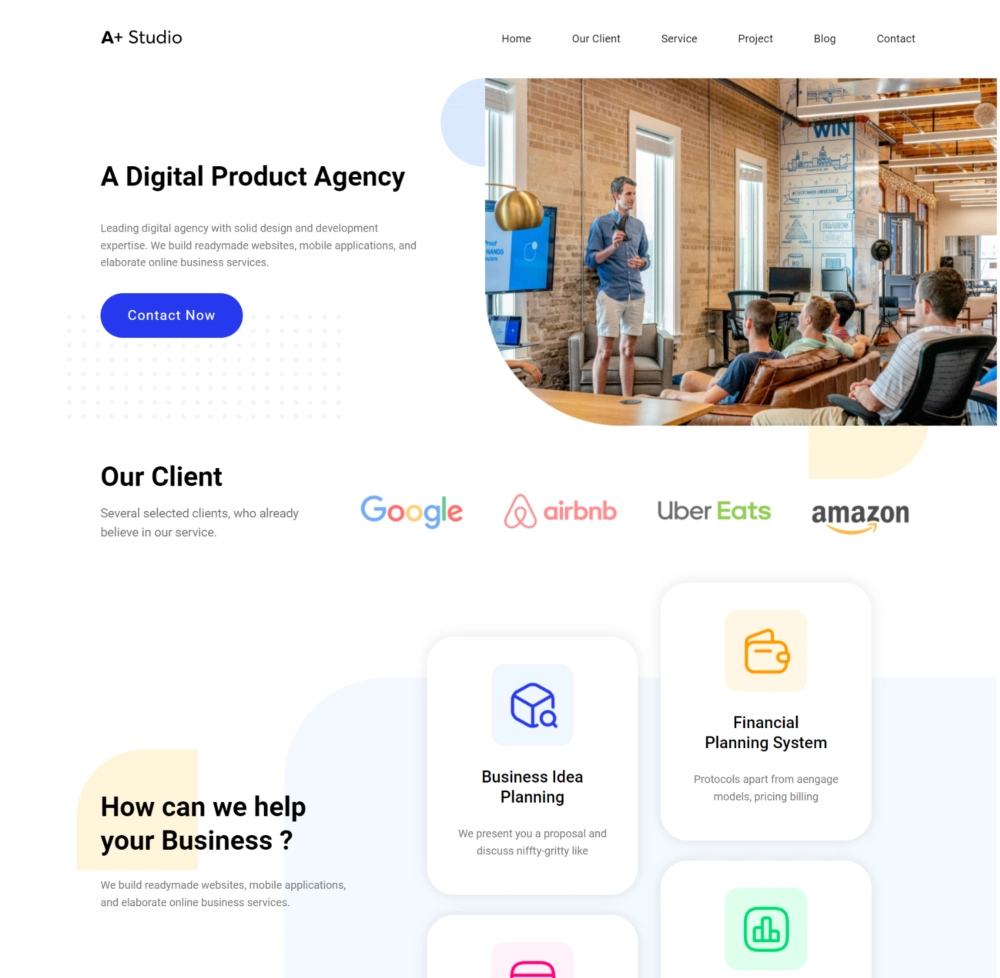 A+ Studio
Home Our Client Service Project Blog Contact
WIN
A Digital Product Agency
Leading digital agency with solid design and development
expertise. We build readymade websites, mobile applications, and
elaborate online business services.
Contact Now
Our Client
Several selected clients, who already
believe in our service.
Google airbnb Uber Eats amazon
Financial
Planning System
Protocols apart from aengage
models, pricing billing
Business Idea
Planning
We present you a proposal and
discuss niffty-gritty like
How can we help
your Business ?
We build readymade websites, mobile applications,
and elaborate online business services.